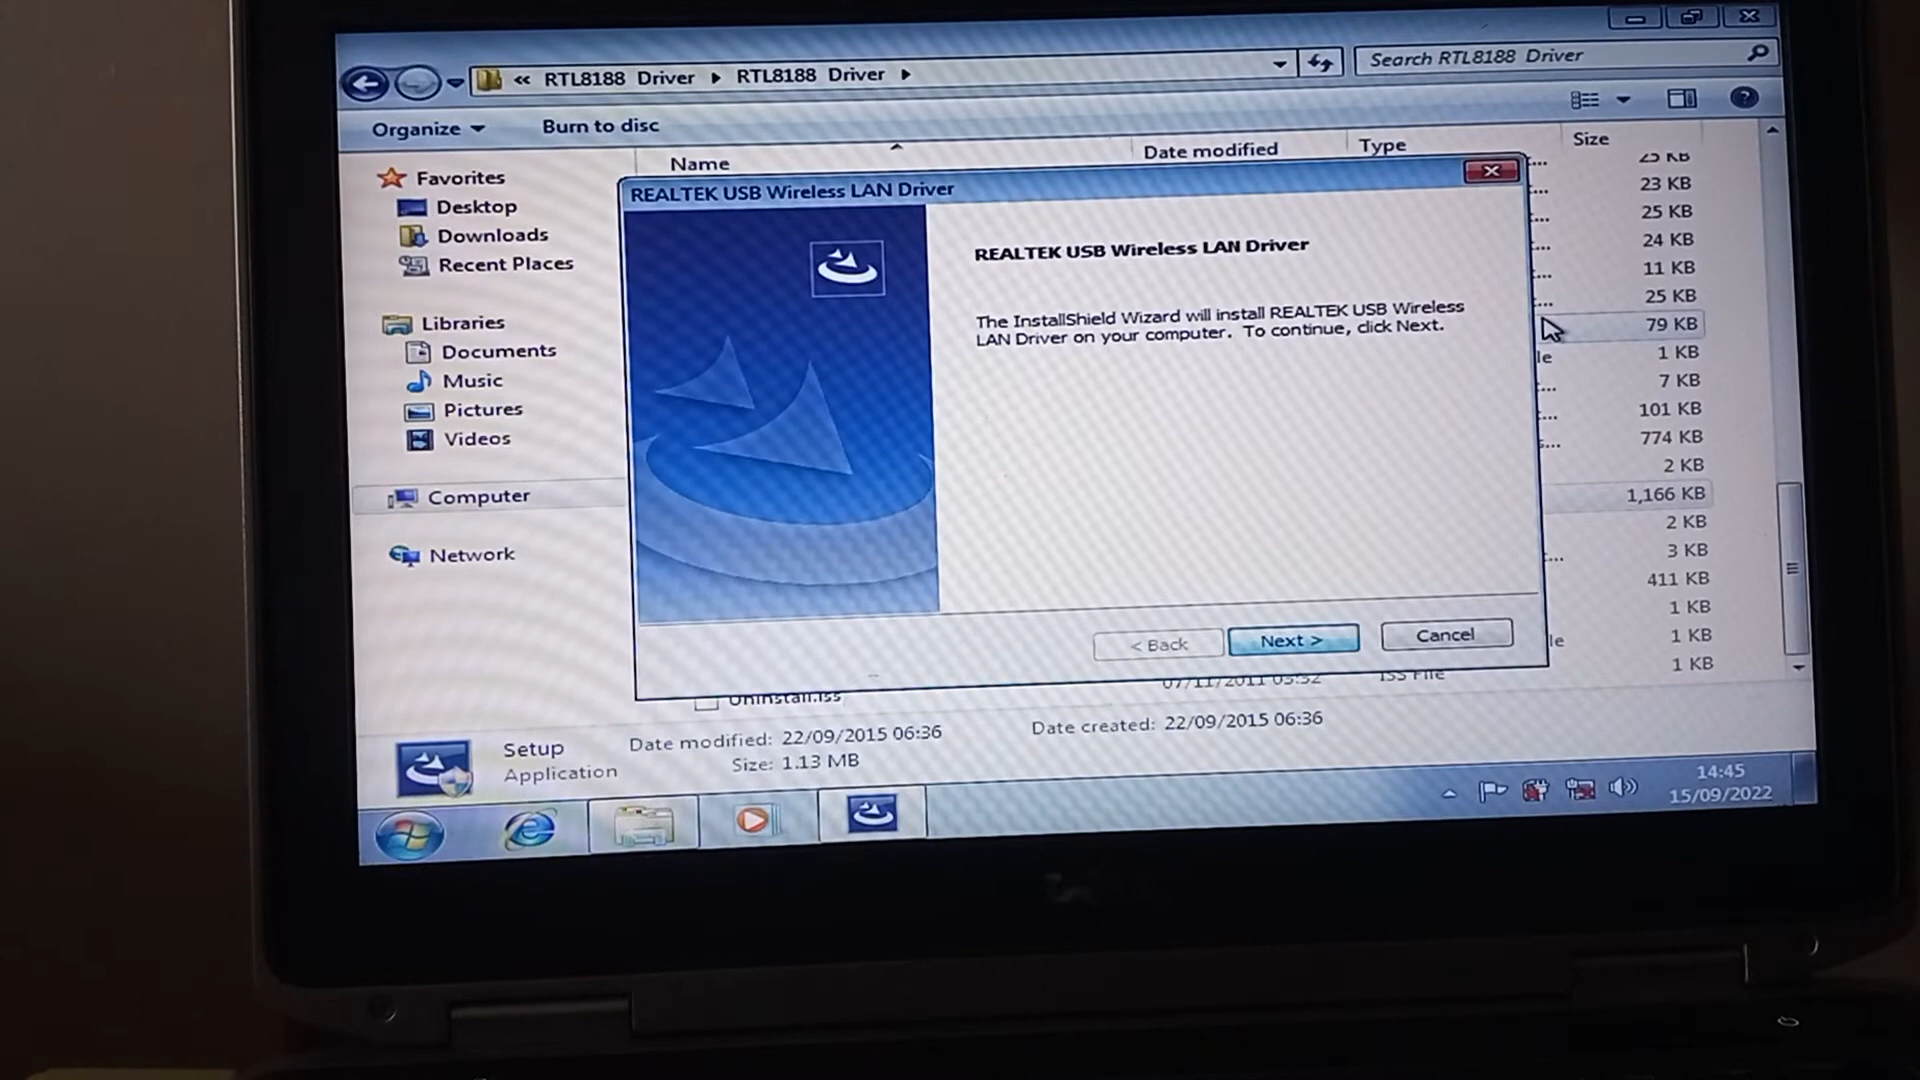 « RTL8188 Driver ▸ RTL8188 Driver ▸
Search RTL8188 Driver
Organize
Burn to disc
Name
Date modified
Type
Size
Favorites
Desktop
Downloads
Recent Places
Libraries
Documents
Music
Pictures
Videos
Computer
Network
REALTEK USB Wireless LAN Driver
REALTEK USB Wireless LAN Driver
The InstallShield Wizard will install REALTEK USB Wireless
LAN Driver on your computer. To continue, click Next.
< Back
Next >
Cancel
23 KB
25 KB
24 KB
11 KB
25 KB
79 KB
le
1 KB
7 KB
101 KB
774 KB
2 KB
1,166 KB
2 KB
3 KB
411 KB
1 KB
le
1 KB
1 KB
Uninstall.iss
ISS File
Setup
Application
Date modified: 22/09/2015 06:36
Size: 1.13 MB
Date created: 22/09/2015 06:36
14:45
15/09/2022